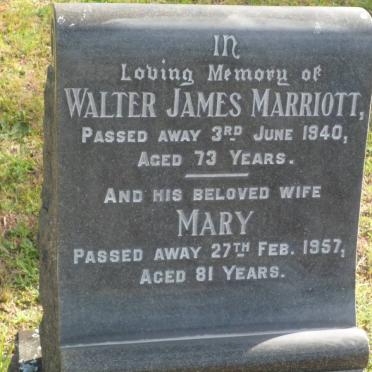 IN
Loving Memory of
WALTER JAMES MARRIOTT,
PASSED AWAY 3RD JUNE 1940,
AGED 73 YEARS.
AND HIS BELOVED WIFE
MARY
PASSED AWAY 27TH FEB. 1957,
AGED 81 YEARS.